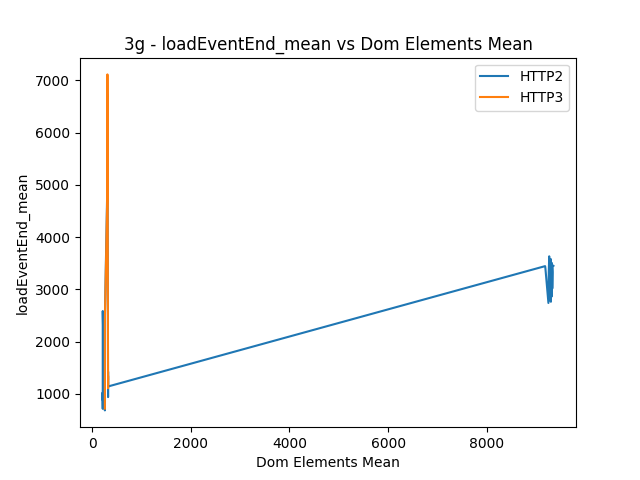 3g - loadEventEnd_mean vs Dom Elements Mean
HTTP2
HTTP3
7000
6000
5000
4000
3000
2000
1000
loadEventEnd_mean
0 2000 4000 6000 8000
Dom Elements Mean